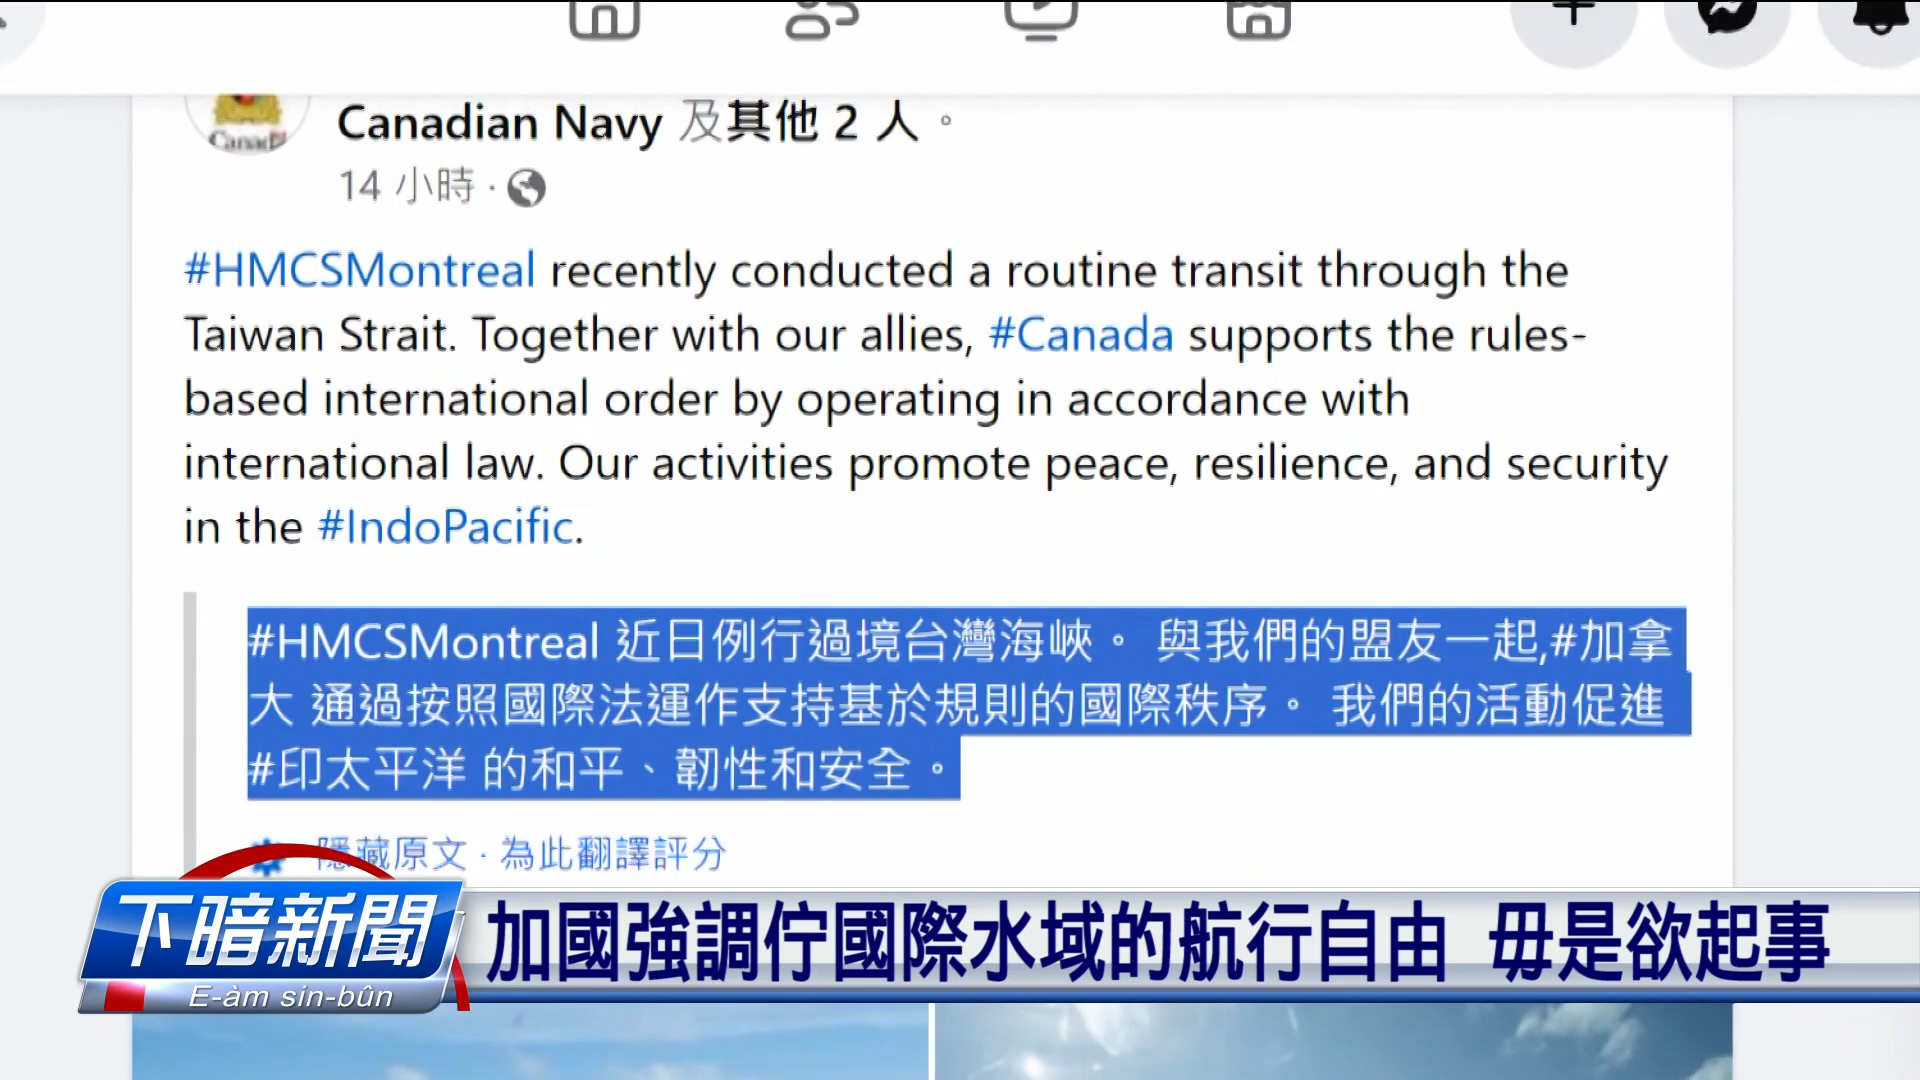 Canada
Canadian Navy 及其他 2 人。
14 小時 ·
#HMCSMontreal recently conducted a routine transit through the
Taiwan Strait. Together with our allies, #Canada supports the rules-
based international order by operating in accordance with
international law. Our activities promote peace, resilience, and security
in the #IndoPacific.
#HMCSMontreal 近日例行過境台灣海峽。 與我們的盟友一起,#加拿
大 通過按照國際法運作支持基於規則的國際秩序。 我們的活動促進
#印太平洋 的和平、韌性和安全。
隱藏原文 · 為此翻譯評分
下暗新聞
E-àm sin-bûn
加國強調佇國際水域的航行自由 毋是欲起事